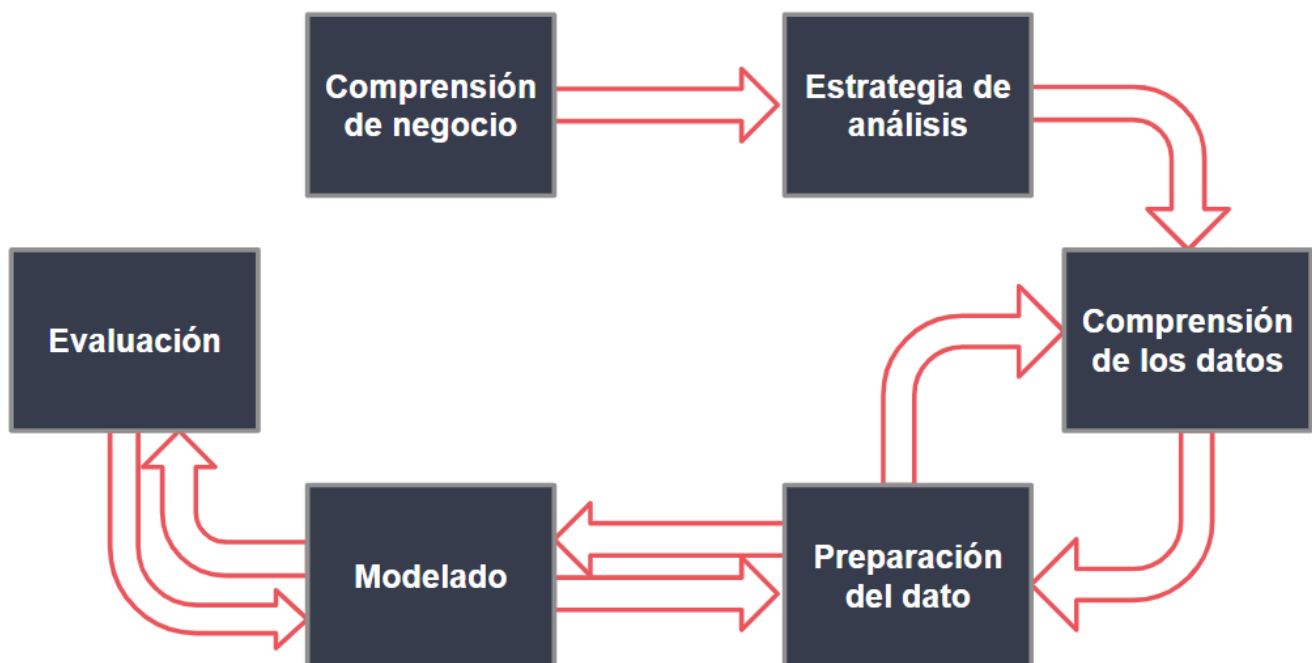 Comprensión
de negocio
Estrategia de
análisis
Comprensión
de los datos
Preparación
del dato
Modelado
Evaluación